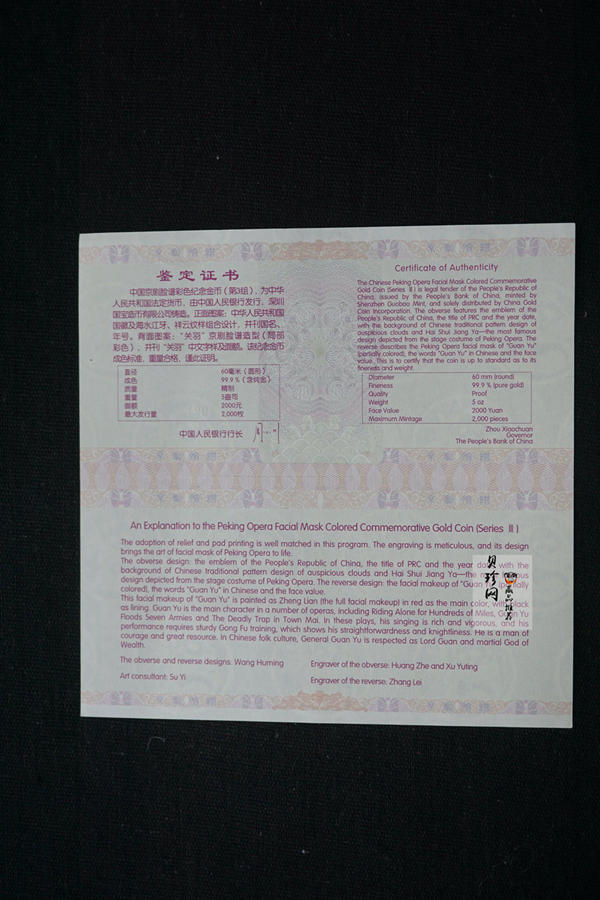 鉴定证书
中国京剧脸谱彩色纪念金币（第3组），为中华
人民共和国法定货币，由中国人民银行发行，深圳
国宝造币有限公司铸造。正面图案：中华人民共和国
国徽及海水江牙、祥云纹样组合设计，并刊国名、
年号。背面图案：“关羽”京剧脸谱造型（局部
彩色），并刊“关羽”中文字样及面额。该纪念金币
成色标准，重量合格，谨此证明。
直径 60毫米（圆形）
成色 99.9％（含纯金）
质量 精制
重量 5盎司
面额 2000元
最大发行量 2,000枚
中国人民银行行长
Certificate of Authenticity
The Chinese Peking Opera Facial Mask Colored Commemorative
Gold Coin (Series Ⅲ) is legal tender of the People's Republic of
China, issued by the People's Bank of China, minted by
Shenzhen Guobao Mint, and solely distributed by China Gold
Coin Incorporation. The obverse features the emblem of the
People's Republic of China, the title of PRC and the year date,
with the background of Chinese traditional pattern design of
auspicious clouds and Hai Shui Jiang Ya—the most famous
design depicted from the stage costume of Peking Opera. The
reverse describes the Peking Opera facial mask of "Guan Yu"
(partially colored), the words "Guan Yu" in Chinese and the face
value. This is to certify that the coin is up to standard as to its
fineness and weight.
Diameter 60 mm (round)
Fineness 99.9 % (pure gold)
Quality Proof
Weight 5 oz
Face Value 2000 Yuan
Maximum Mintage 2,000 pieces
Zhou Xiaochuan
Governor
The People's Bank of China
An Explanation to the Peking Opera Facial Mask Colored Commemorative Gold Coin (Series Ⅲ)
The adoption of relief and pad printing is well matched in this program. The engraving is meticulous, and its design
brings the art of facial mask of Peking Opera to life.
The obverse design: the emblem of the People's Republic of China, the title of PRC and the year date with the
background of Chinese traditional pattern design of auspicious clouds and Hai Shui Jiang Ya—the
design depicted from the stage costume of Peking Opera. The reverse design: the facial makeup of "Guan
colored), the words "Guan Yu" in Chinese and the face value.
This facial makeup of "Guan Yu" is painted as Zheng Lian (the full facial makeup) in red as the main color, with black
as lining. Guan Yu is the main character in a number of operas, including Riding Alone for Hundreds of Miles, Guan Yu
Floods Seven Armies and The Deadly Trap in Town Mai. In these plays, his singing is rich and vigorous, and his
performance requires sturdy Gong Fu training, which shows his straightforwardness and knightliness. He is a man of
courage and great resource. In Chinese folk culture, General Guan Yu is respected as Lord Guan and martial God of
Wealth.
The obverse and reverse designs: Wang Huming
Engraver of the obverse: Huang Zhe and Xu Yuting
Art consultant: Su Yi
Engraver of the reverse: Zhang Lei
贝珍网